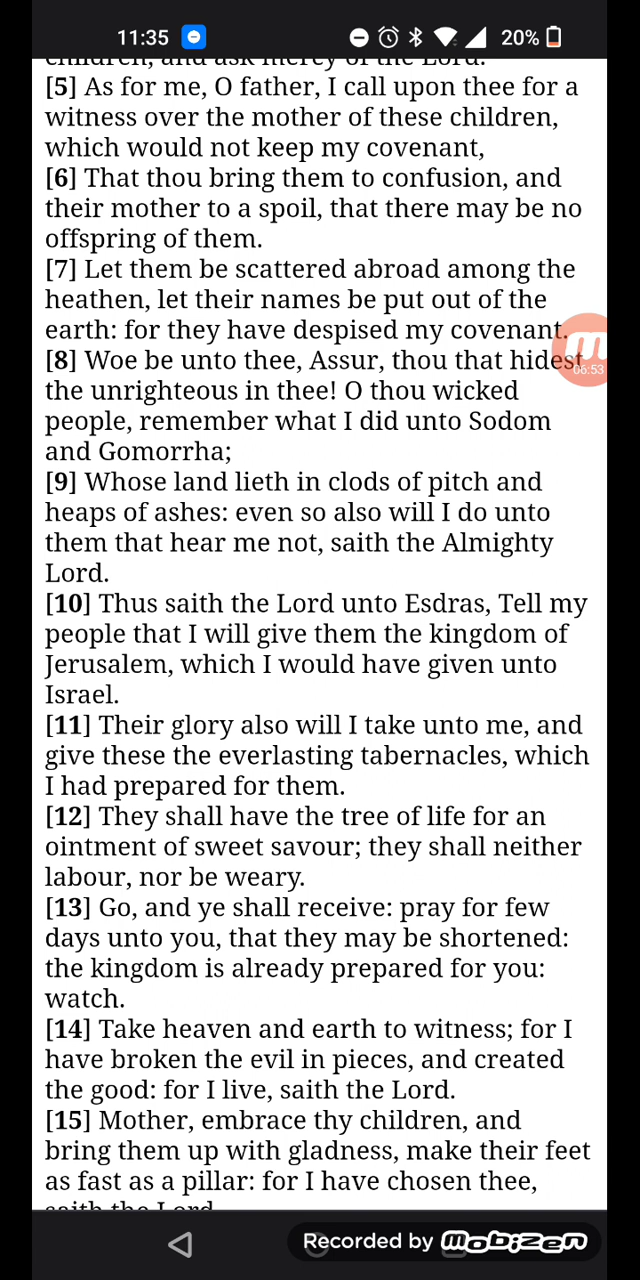 11:35
20%
children, and ask mercy of the Lord.
[5] As for me, O father, I call upon thee for a
witness over the mother of these children,
which would not keep my covenant,
[6] That thou bring them to confusion, and
their mother to a spoil, that there may be no
offspring of them.
[7] Let them be scattered abroad among the
heathen, let their names be put out of the
earth: for they have despised my covenant.
[8] Woe be unto thee, Assur, thou that hidest
the unrighteous in thee! O thou wicked
people, remember what I did unto Sodom
and Gomorrha;
06:53
[9] Whose land lieth in clods of pitch and
heaps of ashes: even so also will I do unto
them that hear me not, saith the Almighty
Lord.
[10] Thus saith the Lord unto Esdras, Tell my
people that I will give them the kingdom of
Jerusalem, which I would have given unto
Israel.
[11] Their glory also will I take unto me, and
give these the everlasting tabernacles, which
I had prepared for them.
[12] They shall have the tree of life for an
ointment of sweet savour; they shall neither
labour, nor be weary.
[13] Go, and ye shall receive: pray for few
days unto you, that they may be shortened:
the kingdom is already prepared for you:
watch.
[14] Take heaven and earth to witness; for I
have broken the evil in pieces, and created
the good: for I live, saith the Lord.
[15] Mother, embrace thy children, and
bring them up with gladness, make their feet
as fast as a pillar: for I have chosen thee,
saith the Lord
Recorded by Mobizen